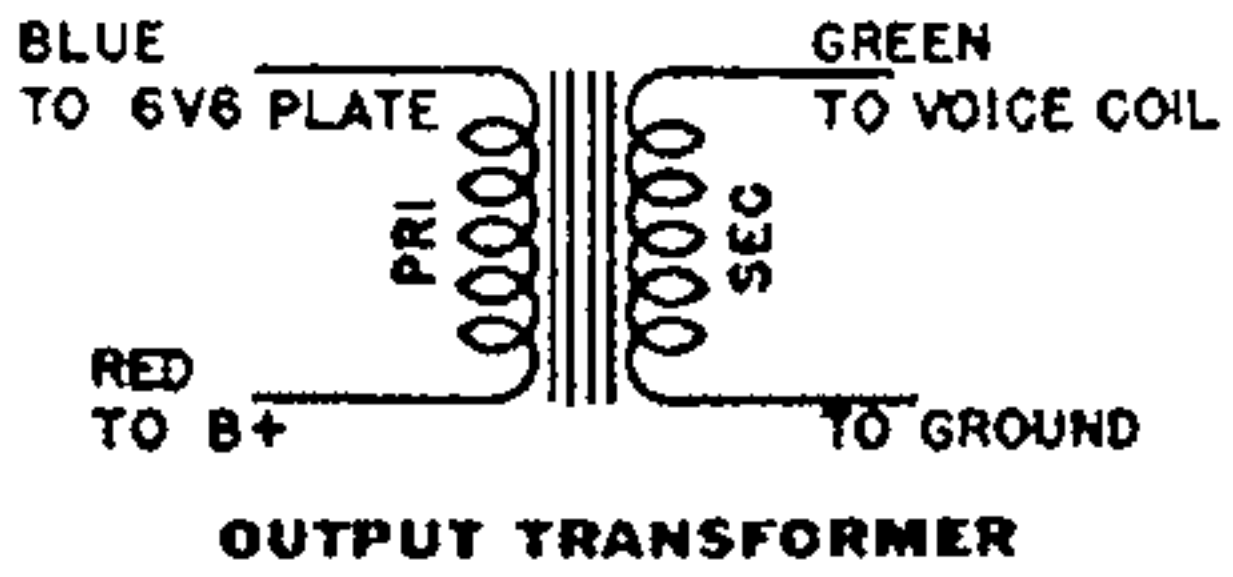 BLUE
TO 6V6 PLATE
GREEN
TO VOICE COIL
PRI
SEC
RED
TO B+
TO GROUND
OUTPUT TRANSFORMER